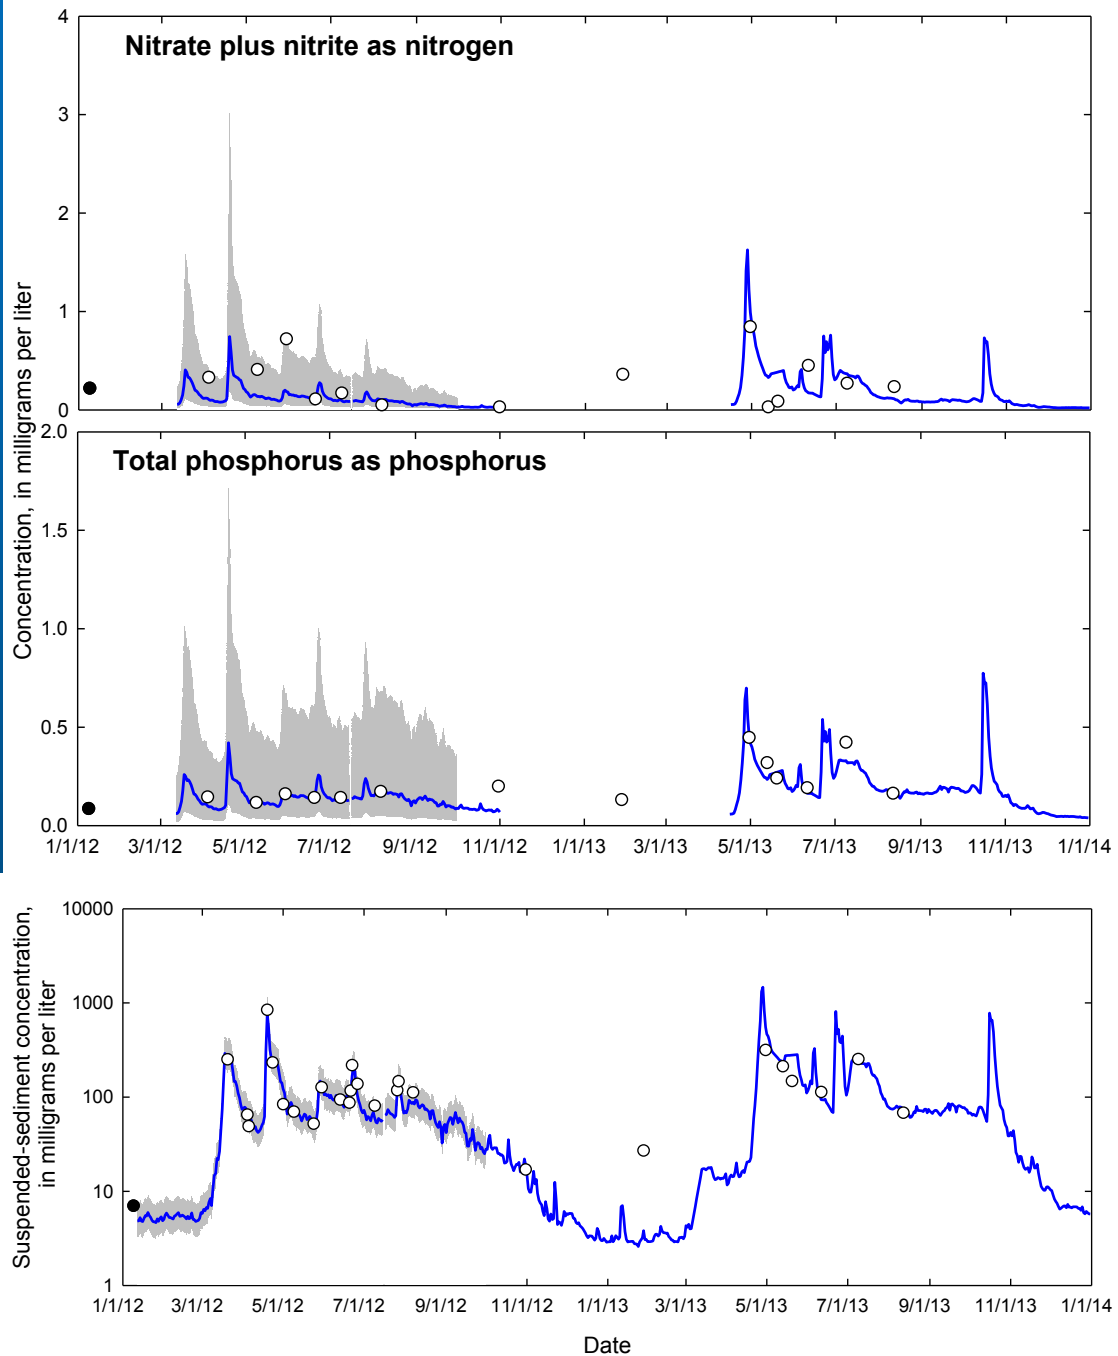 Nitrate plus nitrite as nitrogen
4
3
2
1
0
Concentration, in milligrams per liter
Total phosphorus as phosphorus
2.0
1.5
1.0
0.5
0.0
1/1/12 3/1/12 5/1/12 7/1/12 9/1/12 11/1/12 1/1/13 3/1/13 5/1/13 7/1/13 9/1/13 11/1/13 1/1/14
Suspended-sediment concentration,
in milligrams per liter
10000
1000
100
10
1
1/1/12 3/1/12 5/1/12 7/1/12 9/1/12 11/1/12 1/1/13 3/1/13 5/1/13 7/1/13 9/1/13 11/1/13 1/1/14
Date